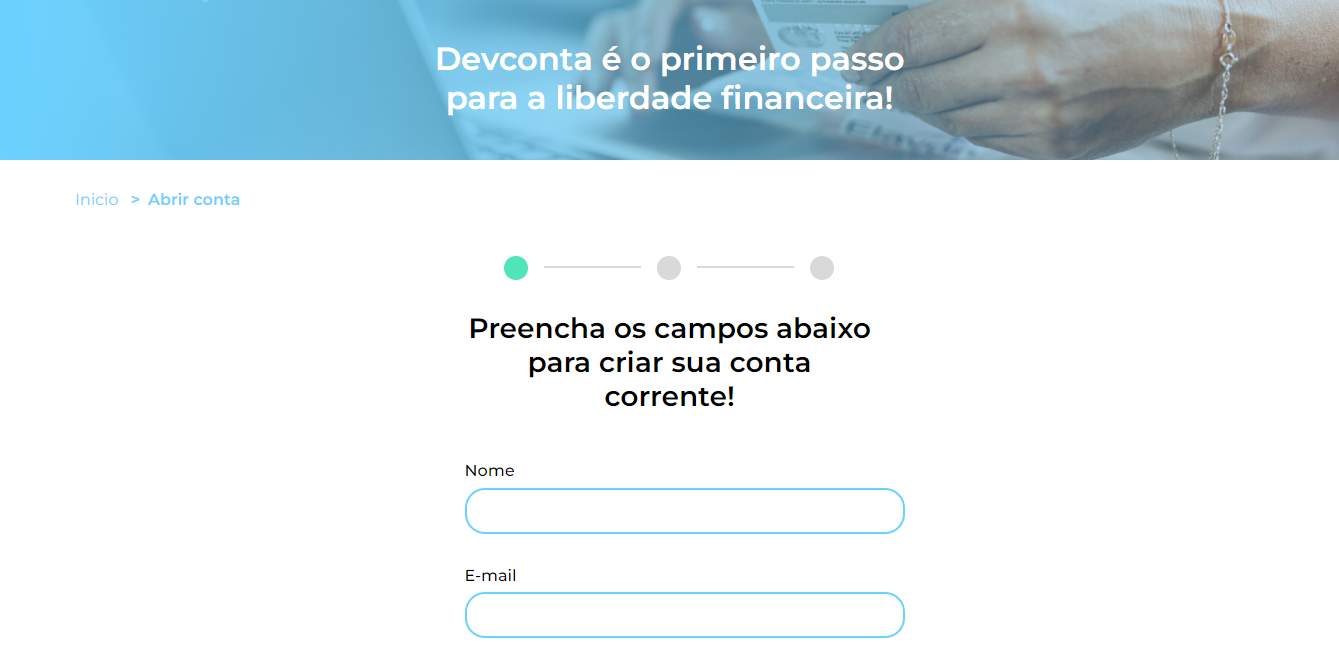 Devconta é o primeiro passo
para a liberdade financeira!
Inicio > Abrir conta
Preencha os campos abaixo
para criar sua conta
corrente!
Nome
E-mail